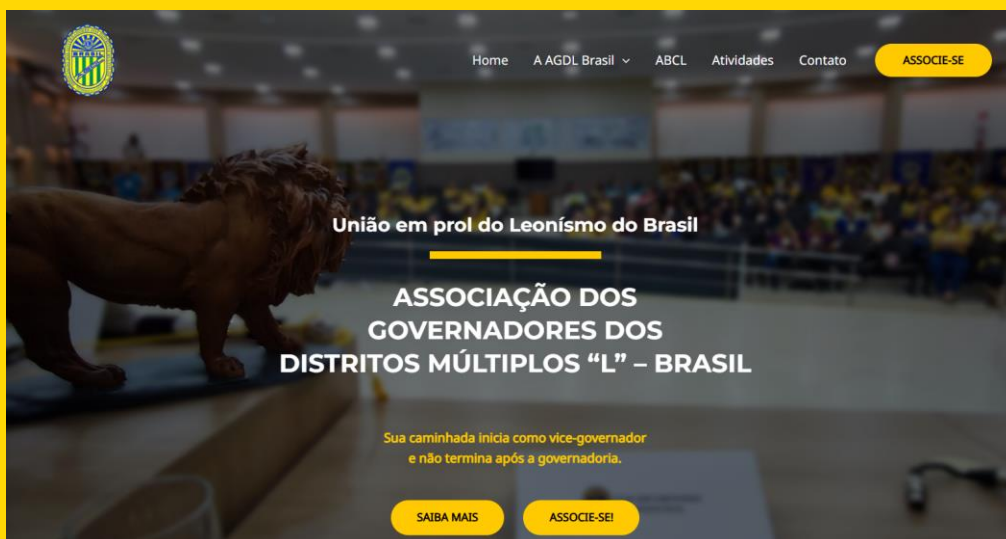 BRASIL
Home
A AGDL Brasil
ABCL
Atividades
Contato
ASSOCIE-SE
União em prol do Leonísmo do Brasil
ASSOCIAÇÃO DOS
GOVERNADORES DOS
DISTRITOS MÚLTIPLOS “L” – BRASIL
Sua caminhada inicia como vice-governador
e não termina após a governadoria.
SAIBA MAIS
ASSOCIE-SE!